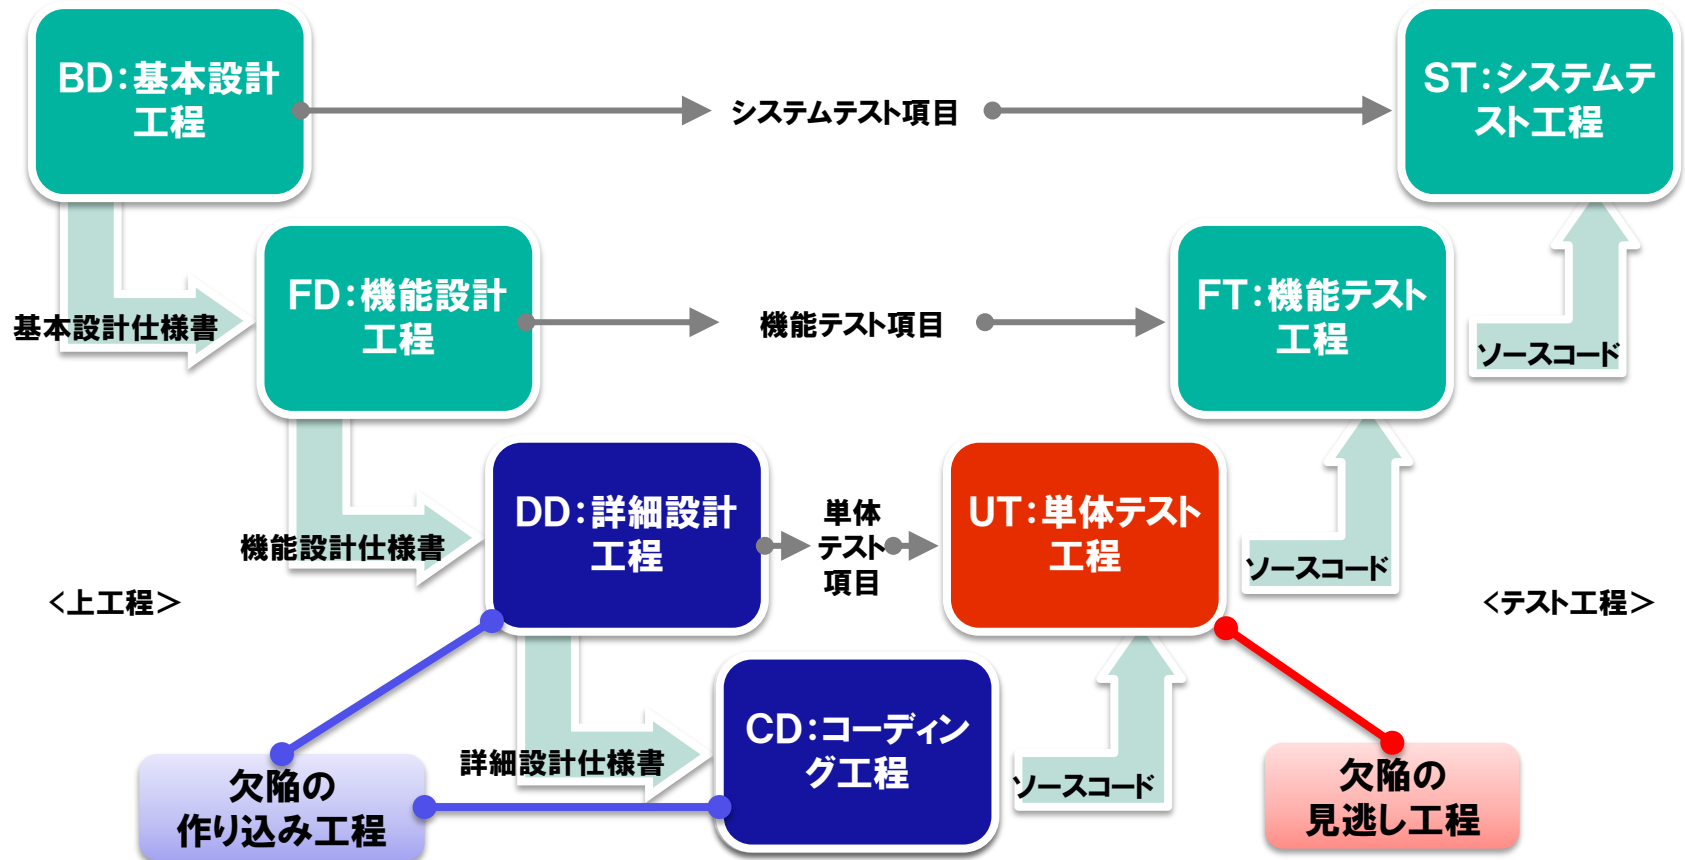 BD：基本設計
工程
システムテスト項目
ST：システムテ
スト工程
基本設計仕様書
FD：機能設計
工程
機能テスト項目
FT：機能テスト
工程
ソースコード
機能設計仕様書
DD：詳細設計
工程
単体
テスト
項目
UT：単体テスト
工程
ソースコード
＜上工程＞
＜テスト工程＞
詳細設計仕様書
CD：コーディン
グ工程
ソースコード
欠陥の
作り込み工程
欠陥の
見逃し工程